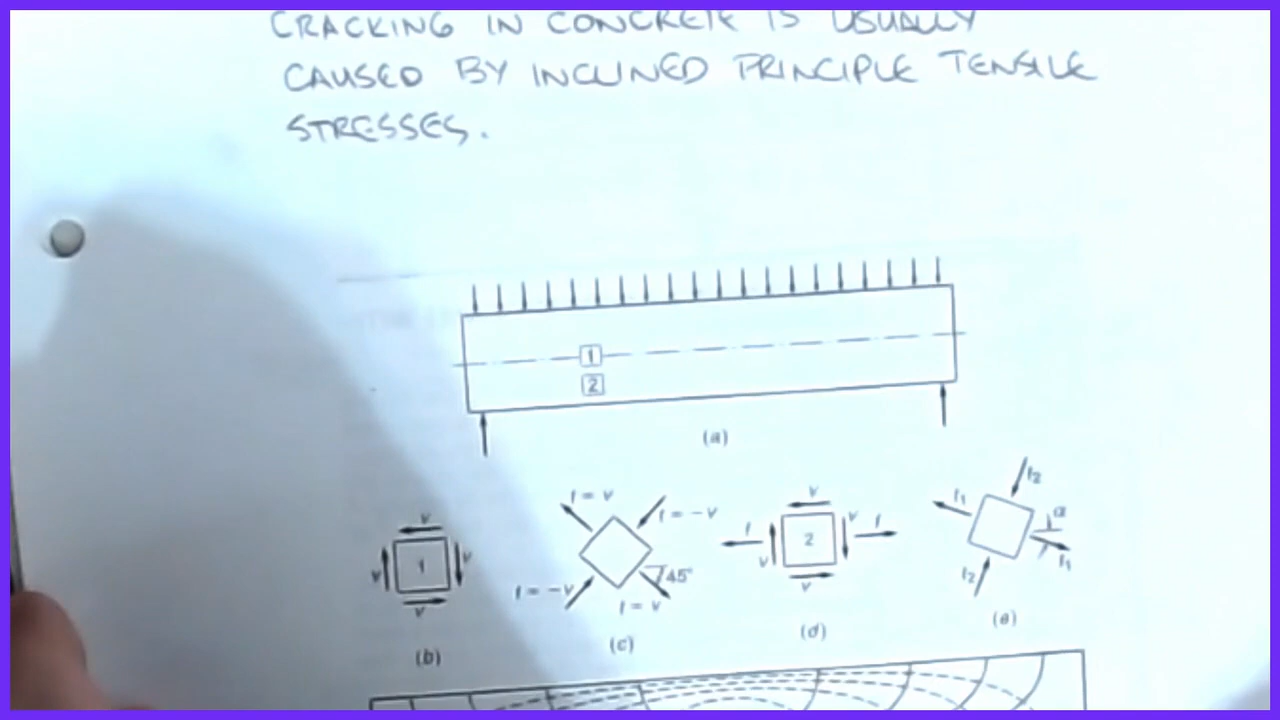 CRACKING IN CONCRETE IS USUALLY
CAUSED BY INCLINED PRINCIPLE TENSILE
STRESSES.
1
2
(a)
v
v
1
v
v
(b)
f = v
f = -v
f = -v
45°
f = v
(c)
v
f
v
2
v
f
v
(d)
f2
f1
α
f1
f2
(e)